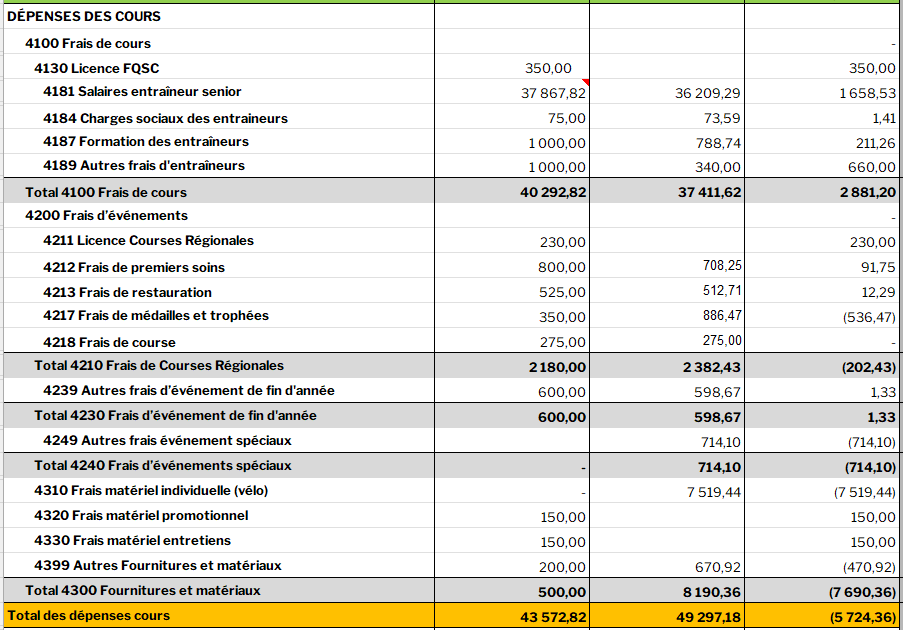 DÉPENSES DES COURS
4100 Frais de cours -
4130 Licence FQSC 350,00 350,00
4181 Salaires entraîneur senior 37 867,82 36 209,29 1 658,53
4184 Charges sociaux des entraineurs 75,00 73,59 1,41
4187 Formation des entraîneurs 1 000,00 788,74 211,26
4189 Autres frais d'entraîneurs 1 000,00 340,00 660,00
Total 4100 Frais de cours 40 292,82 37 411,62 2 881,20
4200 Frais d’événements -
4211 Licence Courses Régionales 230,00 230,00
4212 Frais de premiers soins 800,00 708,25 91,75
4213 Frais de restauration 525,00 512,71 12,29
4217 Frais de médailles et trophées 350,00 886,47 (536,47)
4218 Frais de course 275,00 275,00 -
Total 4210 Frais de Courses Régionales 2 180,00 2 382,43 (202,43)
4239 Autres frais d’événement de fin d'année 600,00 598,67 1,33
Total 4230 Frais d’événement de fin d'année 600,00 598,67 1,33
4249 Autres frais événement spéciaux 714,10 (714,10)
Total 4240 Frais d’événements spéciaux - 714,10 (714,10)
4310 Frais matériel individuelle (vélo) - 7 519,44 (7 519,44)
4320 Frais matériel promotionnel 150,00 150,00
4330 Frais matériel entretiens 150,00 150,00
4399 Autres Fournitures et matériaux 200,00 670,92 (470,92)
Total 4300 Fournitures et matériaux 500,00 8 190,36 (7 690,36)
Total des dépenses cours 43 572,82 49 297,18 (5 724,36)